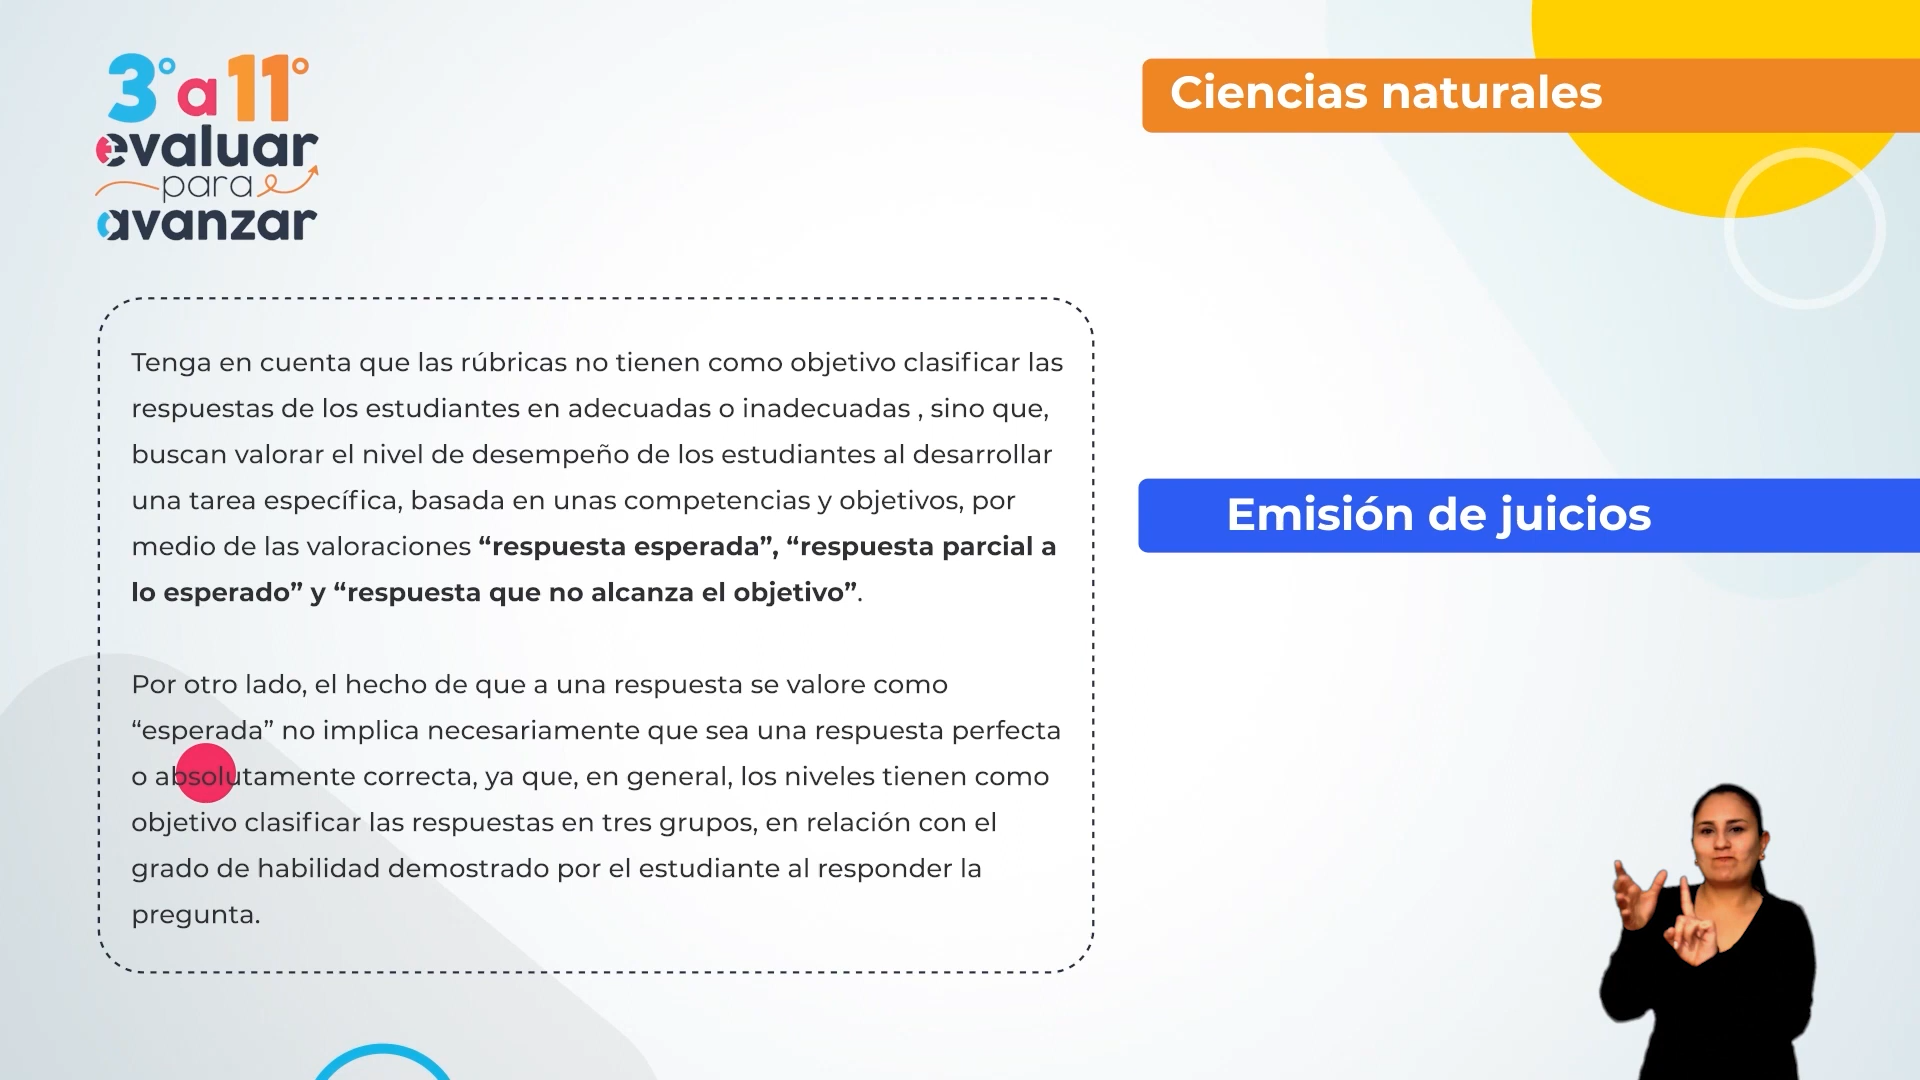 3° a 11°
evaluar
para
avanzar
Ciencias naturales
Tenga en cuenta que las rúbricas no tienen como objetivo clasificar las
respuestas de los estudiantes en adecuadas o inadecuadas , sino que,
buscan valorar el nivel de desempeño de los estudiantes al desarrollar
una tarea específica, basada en unas competencias y objetivos, por
medio de las valoraciones “respuesta esperada”, “respuesta parcial a
lo esperado” y “respuesta que no alcanza el objetivo”.
Por otro lado, el hecho de que a una respuesta se valore como
“esperada” no implica necesariamente que sea una respuesta perfecta
o absolutamente correcta, ya que, en general, los niveles tienen como
objetivo clasificar las respuestas en tres grupos, en relación con el
grado de habilidad demostrado por el estudiante al responder la
pregunta.
Emisión de juicios